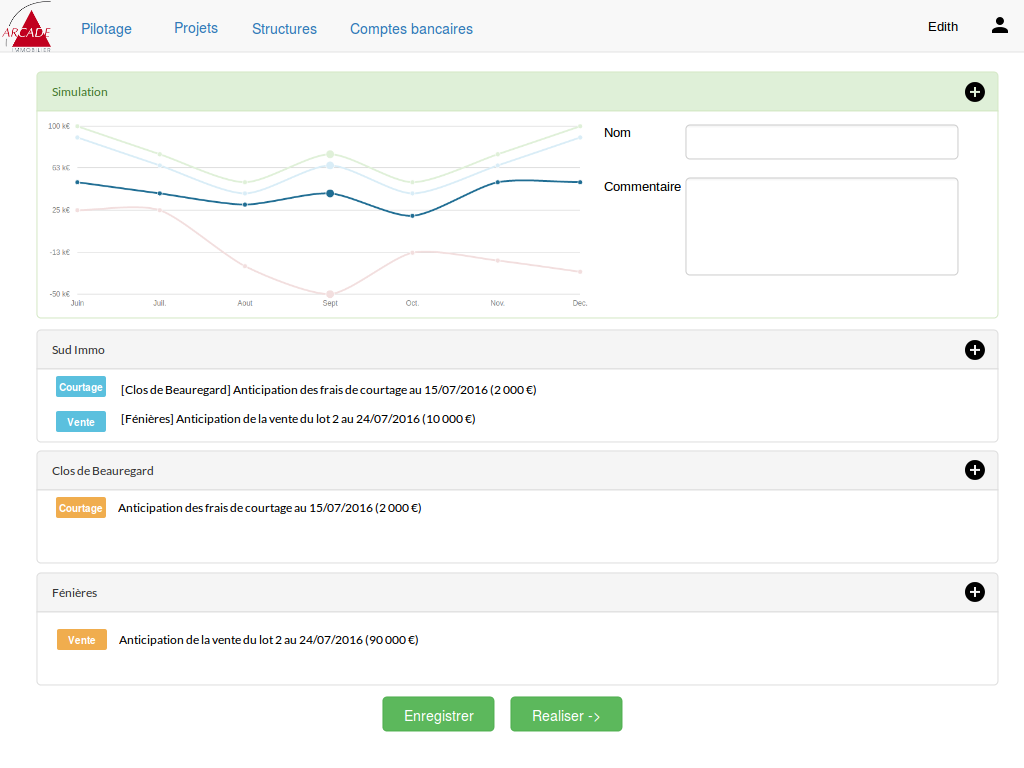 ARCADE
IMMOBILIER
Pilotage
Projets
Structures
Comptes bancaires
Edith
Simulation
100 k€
63 k€
25 k€
-13 k€
-50 k€
Juin
Juil.
Aout
Sept
Oct.
Nov.
Dec.
Nom
Commentaire
Sud Immo
Courtage [Clos de Beauregard] Anticipation des frais de courtage au 15/07/2016 (2 000 €)
Vente [Fénières] Anticipation de la vente du lot 2 au 24/07/2016 (10 000 €)
Clos de Beauregard
Courtage Anticipation des frais de courtage au 15/07/2016 (2 000 €)
Fénières
Vente Anticipation de la vente du lot 2 au 24/07/2016 (90 000 €)
Enregistrer
Realiser ->